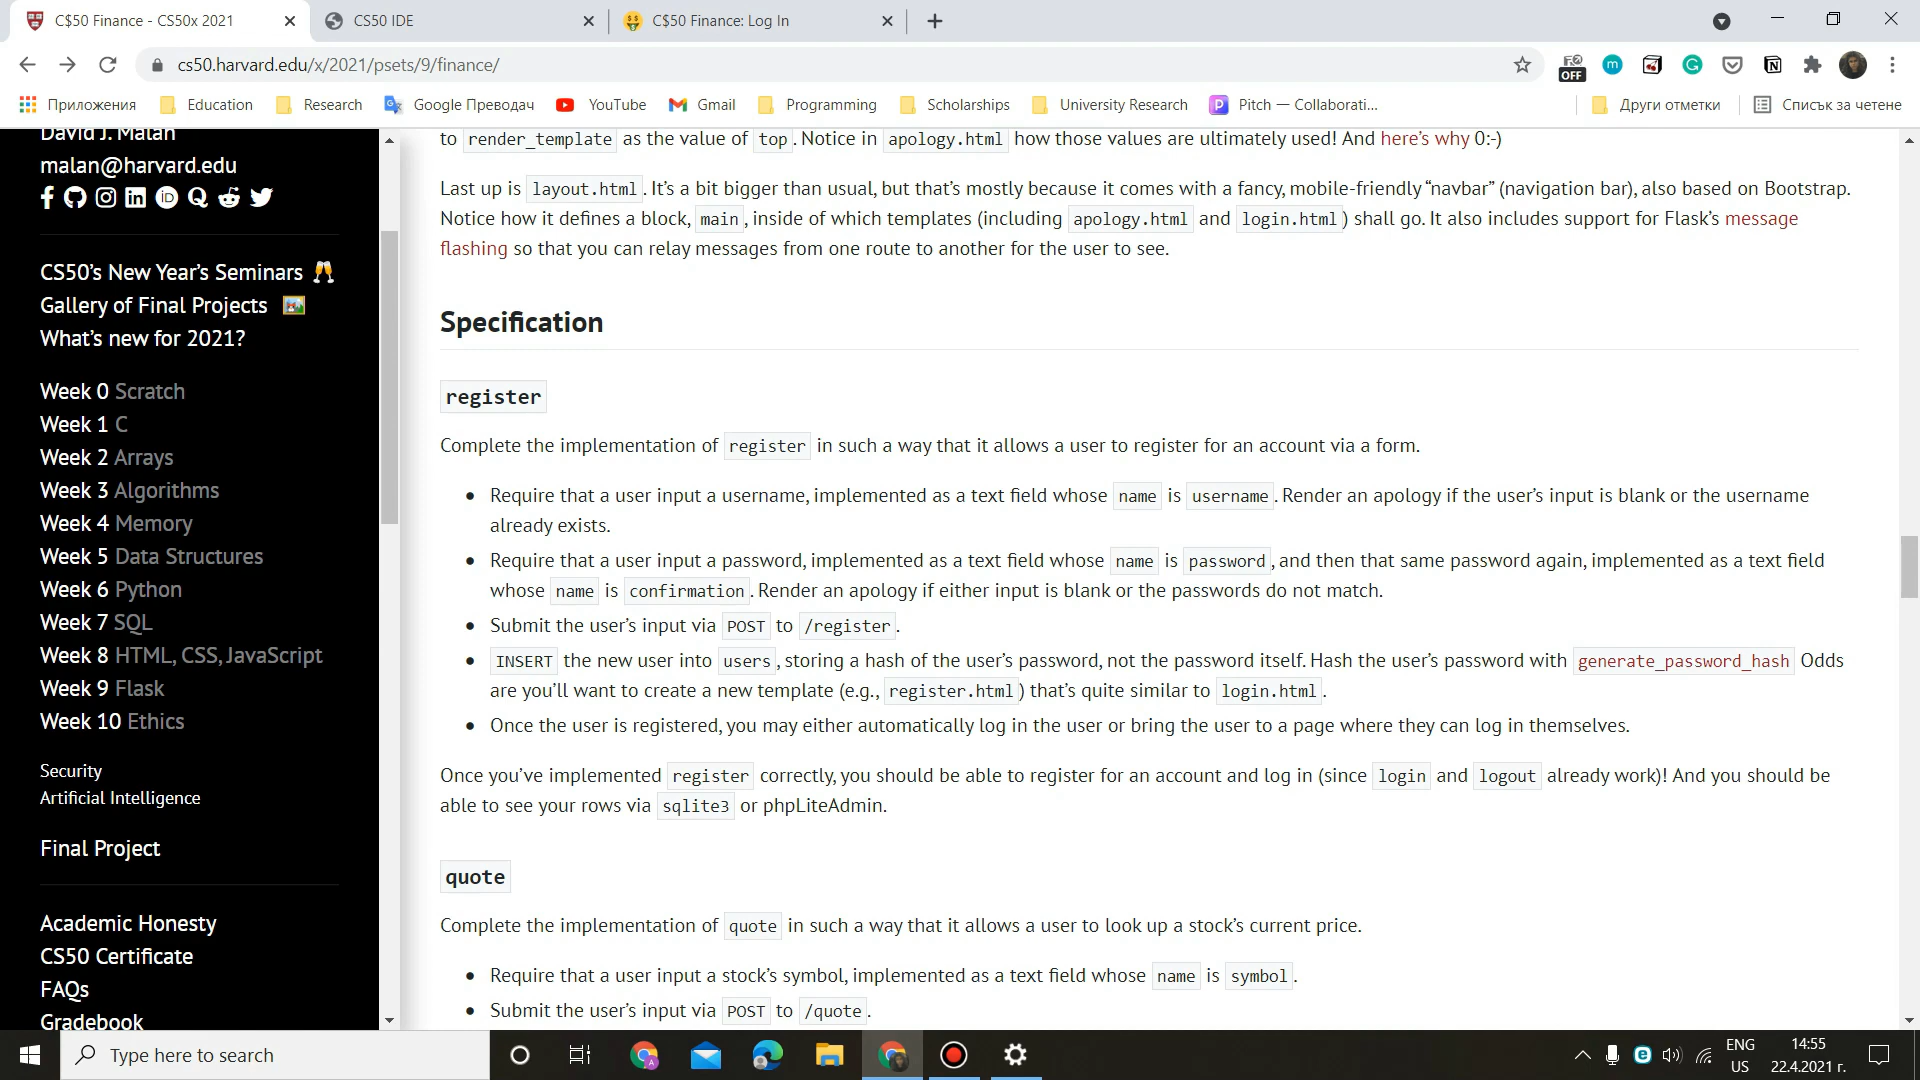 C$50 Finance - CS50x 2021
CS50 IDE
C$50 Finance: Log In
cs50.harvard.edu/x/2021/psets/9/finance/
OFF
Приложения
Education
Research
Google Преводач
YouTube
Gmail
Programming
Scholarships
University Research
Pitch — Collaborati...
Други отметки
Списък за четене
David J. Malan
malan@harvard.edu
CS50’s New Year’s Seminars
Gallery of Final Projects
What’s new for 2021?
Week 0 Scratch
Week 1 C
Week 2 Arrays
Week 3 Algorithms
Week 4 Memory
Week 5 Data Structures
Week 6 Python
Week 7 SQL
Week 8 HTML, CSS, JavaScript
Week 9 Flask
Week 10 Ethics
Security
Artificial Intelligence
Final Project
Academic Honesty
CS50 Certificate
FAQs
Gradebook
to render_template as the value of top. Notice in apology.html how those values are ultimately used! And here’s why 0:-)
Last up is layout.html. It’s a bit bigger than usual, but that’s mostly because it comes with a fancy, mobile-friendly “navbar” (navigation bar), also based on Bootstrap.
Notice how it defines a block, main, inside of which templates (including apology.html and login.html) shall go. It also includes support for Flask’s message
flashing so that you can relay messages from one route to another for the user to see.
Specification
register
Complete the implementation of register in such a way that it allows a user to register for an account via a form.
• Require that a user input a username, implemented as a text field whose name is username. Render an apology if the user’s input is blank or the username
already exists.
• Require that a user input a password, implemented as a text field whose name is password, and then that same password again, implemented as a text field
whose name is confirmation. Render an apology if either input is blank or the passwords do not match.
• Submit the user’s input via POST to /register.
• INSERT the new user into users, storing a hash of the user’s password, not the password itself. Hash the user’s password with generate_password_hash Odds
are you’ll want to create a new template (e.g., register.html) that’s quite similar to login.html.
• Once the user is registered, you may either automatically log in the user or bring the user to a page where they can log in themselves.
Once you’ve implemented register correctly, you should be able to register for an account and log in (since login and logout already work)! And you should be
able to see your rows via sqlite3 or phpLiteAdmin.
quote
Complete the implementation of quote in such a way that it allows a user to look up a stock’s current price.
• Require that a user input a stock’s symbol, implemented as a text field whose name is symbol.
• Submit the user’s input via POST to /quote.
Type here to search
ENG
US
14:55
22.4.2021 г.